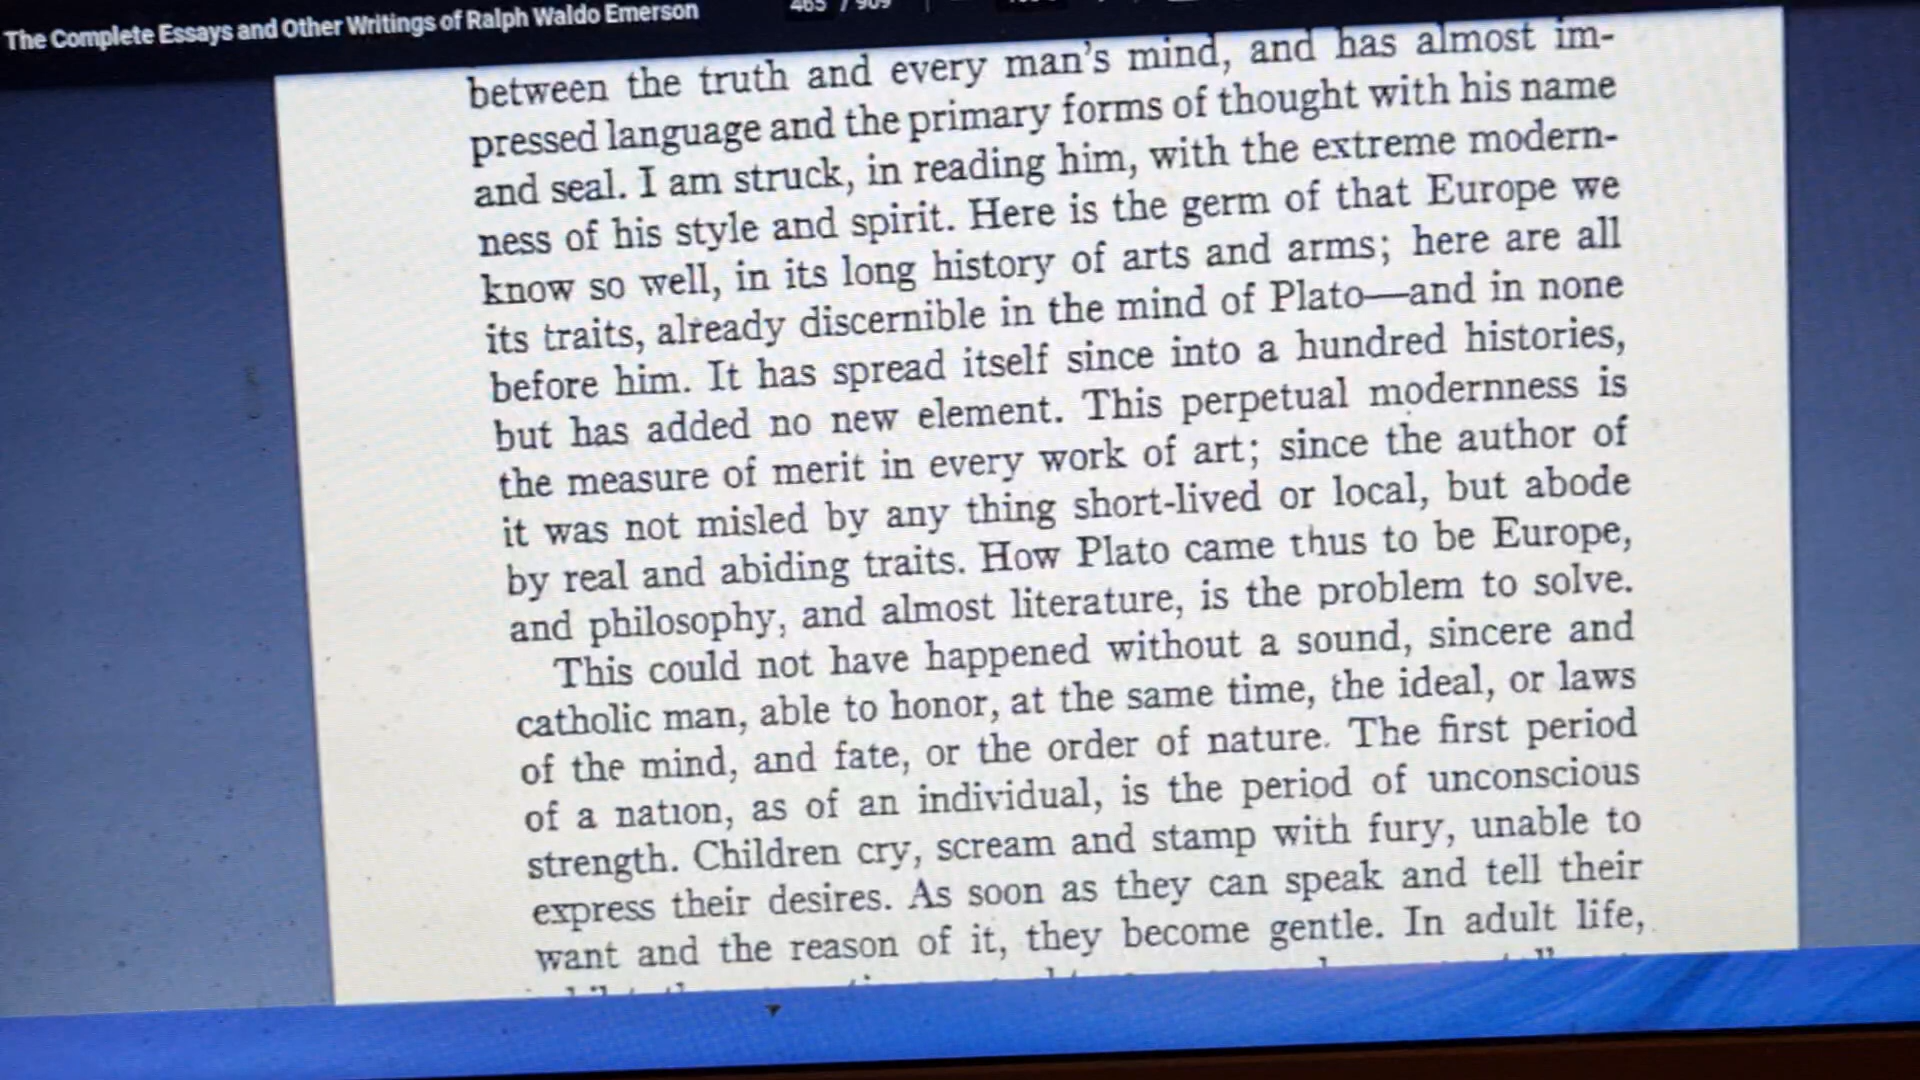 The Complete Essays and Other Writings of Ralph Waldo Emerson
465 / 909
between the truth and every man's mind, and has almost im-
pressed language and the primary forms of thought with his name
and seal. I am struck, in reading him, with the extreme modern-
ness of his style and spirit. Here is the germ of that Europe we
know so well, in its long history of arts and arms; here are all
its traits, already discernible in the mind of Plato—and in none
before him. It has spread itself since into a hundred histories,
but has added no new element. This perpetual modernness is
the measure of merit in every work of art; since the author of
it was not misled by any thing short-lived or local, but abode
by real and abiding traits. How Plato came thus to be Europe,
and philosophy, and almost literature, is the problem to solve.
This could not have happened without a sound, sincere and
catholic man, able to honor, at the same time, the ideal, or laws
of the mind, and fate, or the order of nature. The first period
of a nation, as of an individual, is the period of unconscious
strength. Children cry, scream and stamp with fury, unable to
express their desires. As soon as they can speak and tell their
want and the reason of it, they become gentle. In adult life,